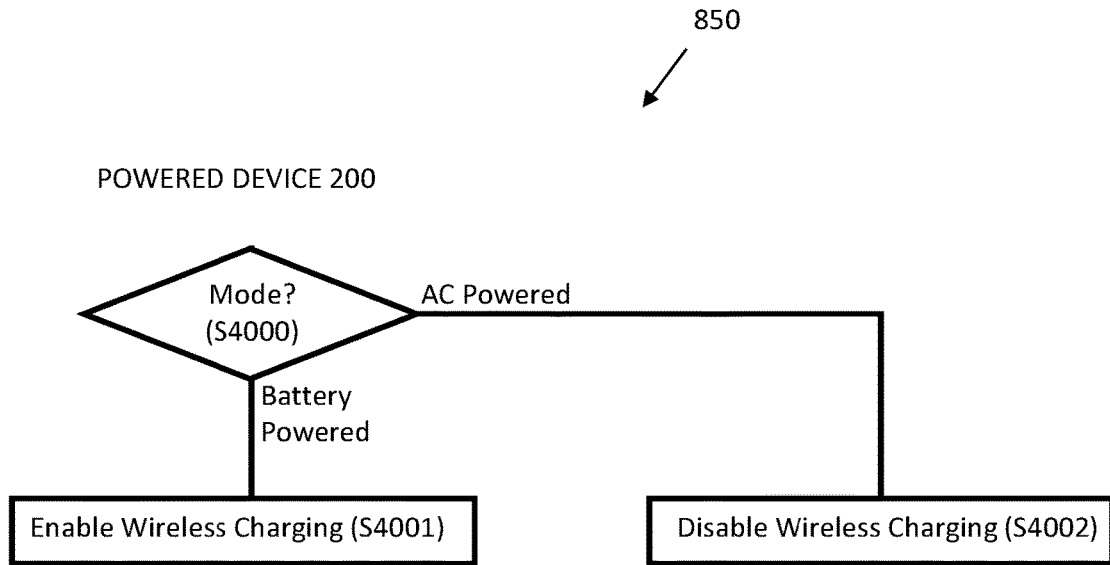 850
POWERED DEVICE 200
Mode?
(S4000)
AC Powered
Battery
Powered
Enable Wireless Charging (S4001)
Disable Wireless Charging (S4002)